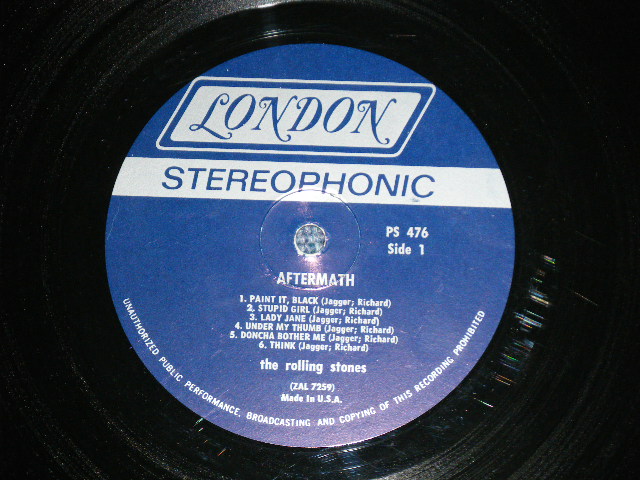 LONDON
STEREOPHONIC
PS 476
Side 1
AFTERMATH
1. PAINT IT, BLACK (Jagger; Richard)
2. STUPID GIRL (Jagger; Richard)
3. LADY JANE (Jagger; Richard)
4. UNDER MY THUMB (Jagger; Richard)
5. DONCHA BOTHER ME (Jagger; Richard)
6. THINK (Jagger; Richard)
the rolling stones
(ZAL 7259)
Made In U.S.A.
UNAUTHORIZED PUBLIC PERFORMANCE, BROADCASTING AND COPYING OF THIS RECORDING PROHIBITED